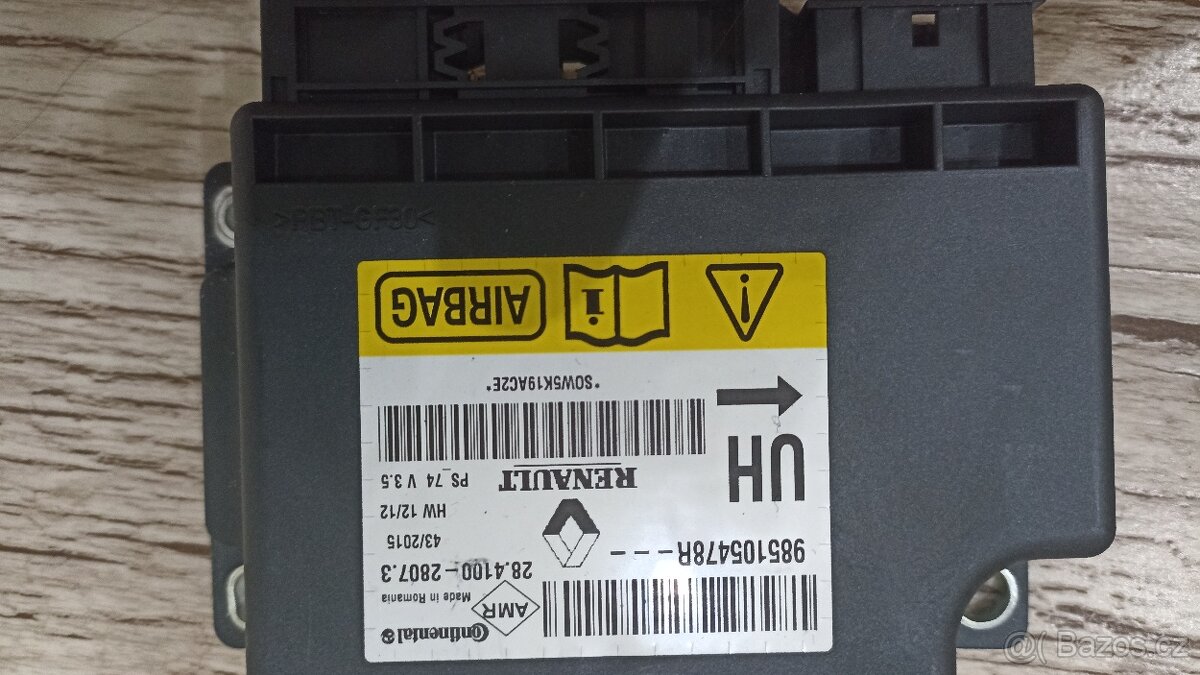 985105478R---
AMR
Continental
Made in Romania
28.4100-2807.3
43/2015
HW 12/12
PS_74 V 3.5
UH
RENAULT
*S0W5K19AC2E*
AIRBAG
>PBT-GF30<
Bazos.cz